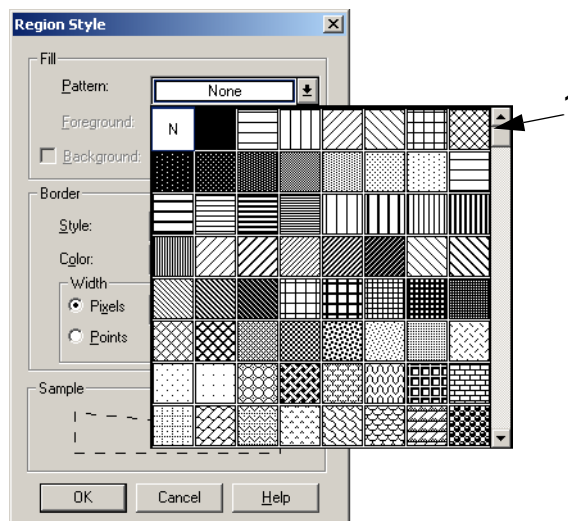 Region Style
Fill
Pattern: None
Foreground:
N
Background:
Border
Style:
Color:
Width
Pixels
Points
Sample
OK Cancel Help